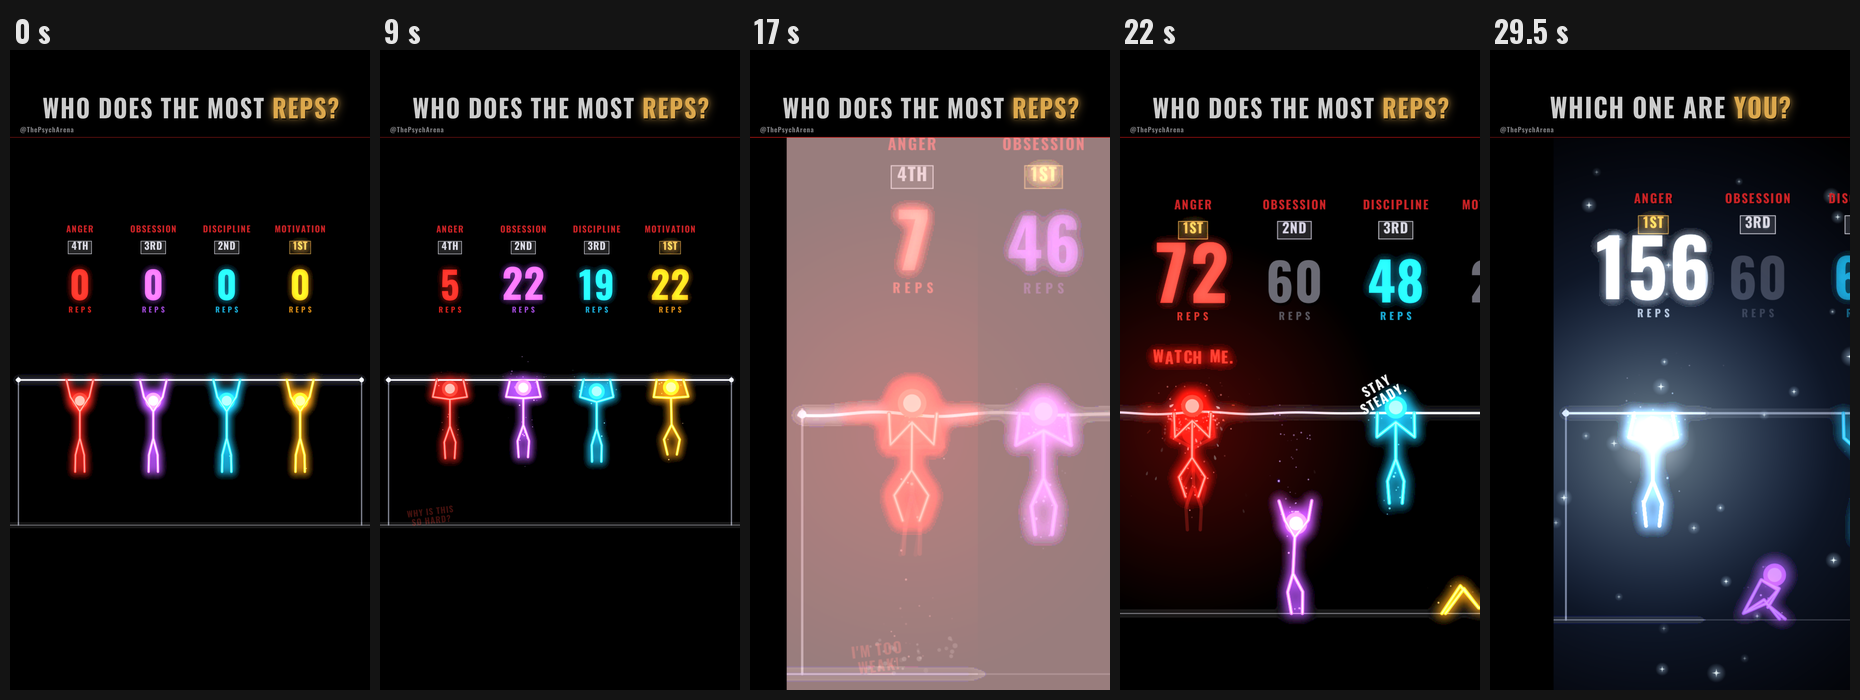 0 s
WHO DOES THE MOST REPS?
@ThePsychArena
ANGER OBSESSION DISCIPLINE MOTIVATION
4TH 3RD 2ND 1ST
0 0 0 0
REPS REPS REPS REPS
9 s
WHO DOES THE MOST REPS?
@ThePsychArena
ANGER OBSESSION DISCIPLINE MOTIVATION
4TH 2ND 3RD 1ST
5 22 19 22
REPS REPS REPS REPS
WHY IS THIS
SO HARD?
17 s
WHO DOES THE MOST REPS?
@ThePsychArena
ANGER OBSESSION
4TH 1ST
7 46
REPS REPS
I'M TOO
WEAK.
22 s
WHO DOES THE MOST REPS?
@ThePsychArena
ANGER OBSESSION DISCIPLINE MO
1ST 2ND 3RD
72 60 48 2
REPS REPS REPS
WATCH ME.
STAY
STEADY.
29.5 s
WHICH ONE ARE YOU?
@ThePsychArena
ANGER OBSESSION DIS
1ST 3RD
156 60 6
REPS REPS